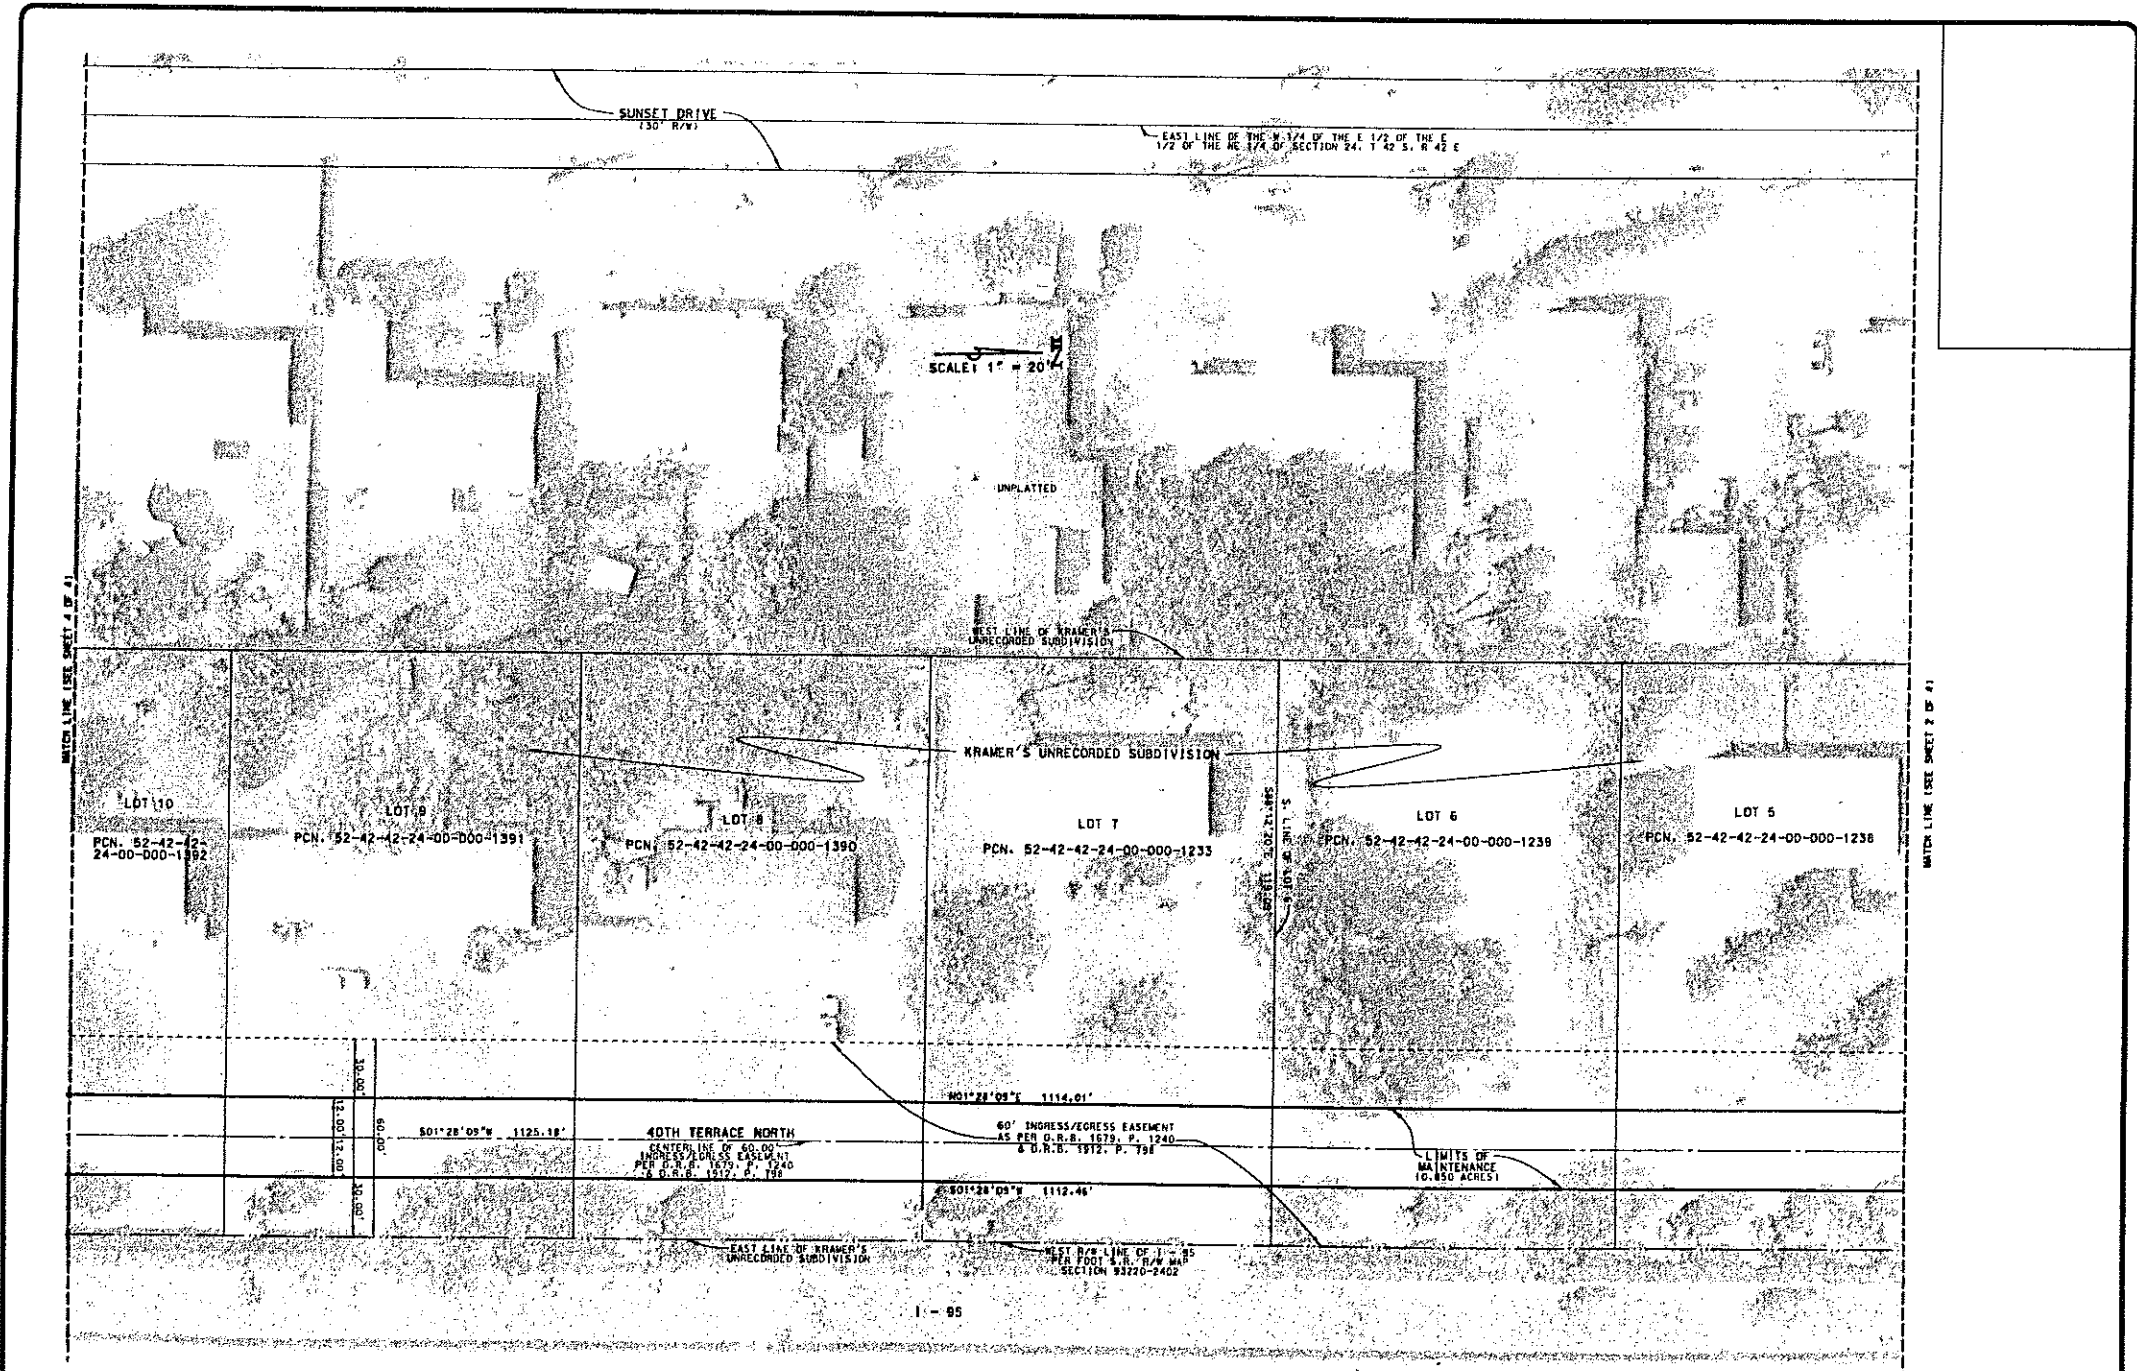 SUNSET DRIVE
(30' R/W)
EAST LINE OF THE W 1/4 OF THE E 1/2 OF THE E
1/2 OF THE NE 1/4 OF SECTION 24, T 42 S, R 42 E
SCALE: 1" = 20'
UNPLATTED
WEST LINE OF KRAMER'S
UNRECORDED SUBDIVISION
MATCH LINE (SEE SHEET 4 OF 4)
MATCH LINE (SEE SHEET 2 OF 4)
KRAMER'S UNRECORDED SUBDIVISION
LOT 10
PCN. 52-42-42-
24-00-000-1392
LOT 9
PCN. 52-42-42-24-00-000-1391
LOT 8
PCN. 52-42-42-24-00-000-1390
LOT 7
PCN. 52-42-42-24-00-000-1233
S. LINE OF LOT 6
LOT 6
PCN. 52-42-42-24-00-000-1239
LOT 5
PCN. 52-42-42-24-00-000-1238
30.00'
12.00'
12.00'
60.00'
30.00'
N01°28'09"E 1114.01'
S01°28'09"W 1125.18'
40TH TERRACE NORTH
CENTERLINE OF 60.00'
INGRESS/EGRESS EASEMENT
PER O.R.B. 1679, P. 1240
& O.R.B. 1912, P. 798
60' INGRESS/EGRESS EASEMENT
AS PER O.R.B. 1679, P. 1240
& O.R.B. 1912, P. 798
LIMITS OF
MAINTENANCE
(0.850 ACRES)
S01°28'09"W 1112.46'
EAST LINE OF KRAMER'S
UNRECORDED SUBDIVISION
WEST R/W LINE OF I - 95
PER FDOT S.R. R/W MAP
SECTION 93220-2402
I - 95